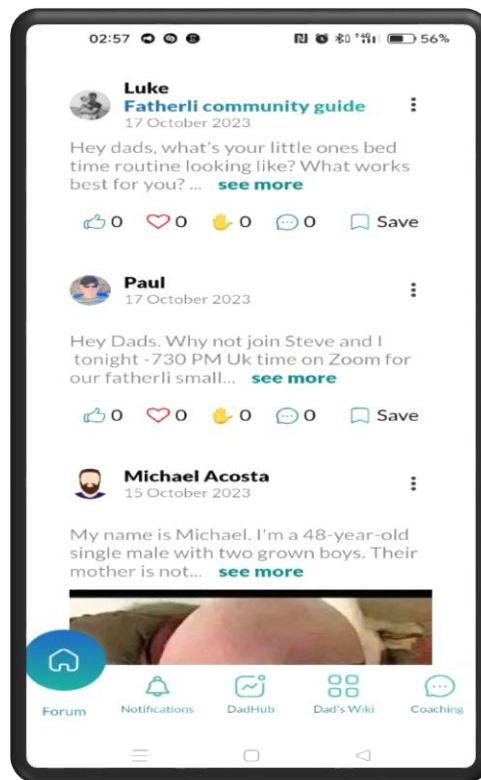 02:57
56%
Luke
Fatherli community guide
17 October 2023
Hey dads, what's your little ones bed
time routine looking like? What works
best for you? ... see more
0 0 0 0 Save
Paul
17 October 2023
Hey Dads. Why not join Steve and I
tonight -730 PM Uk time on Zoom for
our fatherli small... see more
0 0 0 0 Save
Michael Acosta
15 October 2023
My name is Michael. I'm a 48-year-old
single male with two grown boys. Their
mother is not... see more
Forum Notifications DadHub Dad's Wiki Coaching